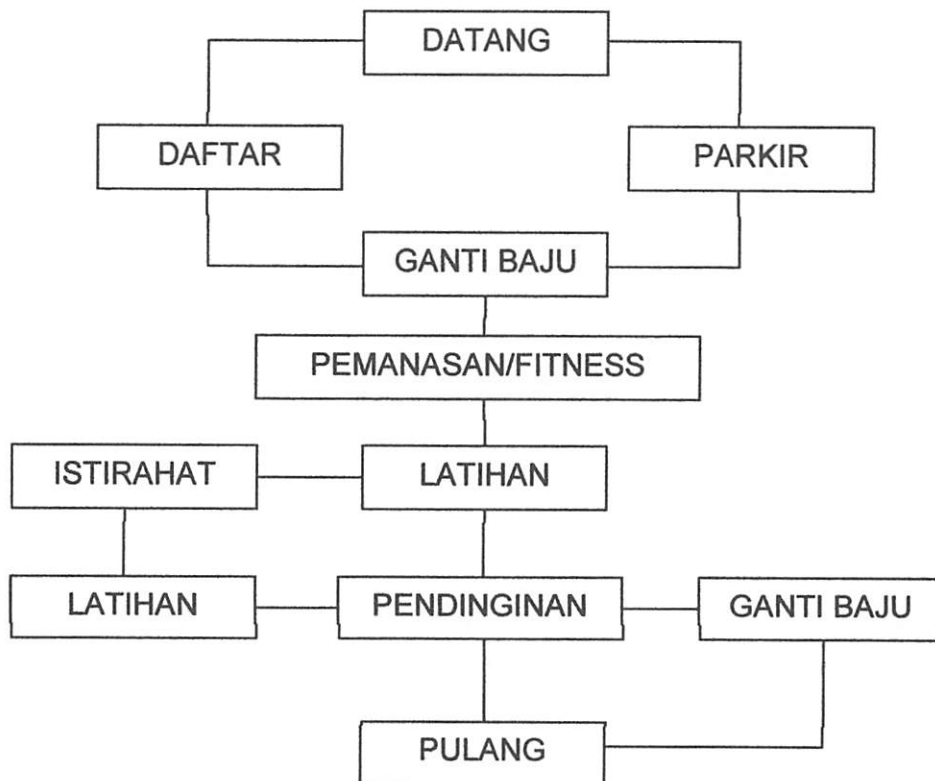 DATANG
DAFTAR
PARKIR
GANTI BAJU
PEMANASAN/FITNESS
ISTIRAHAT
LATIHAN
LATIHAN
PENDINGINAN
GANTI BAJU
PULANG